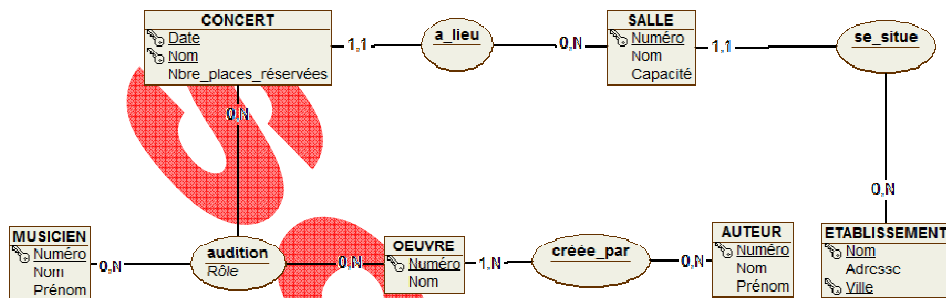 CONCERT
Date
Nom
Nbre_places_réservées
1,1
a_lieu
0,N
SALLE
Numéro
Nom
Capacité
1,1
se_situe
0,N
0,N
MUSICIEN
Numéro
Nom
Prénom
0,N
audition
Rôle
0,N
OEUVRE
Numéro
Nom
1,N
créée_par
0,N
AUTEUR
Numéro
Nom
Prénom
ETABLISSEMENT
Nom
Adresse
Ville